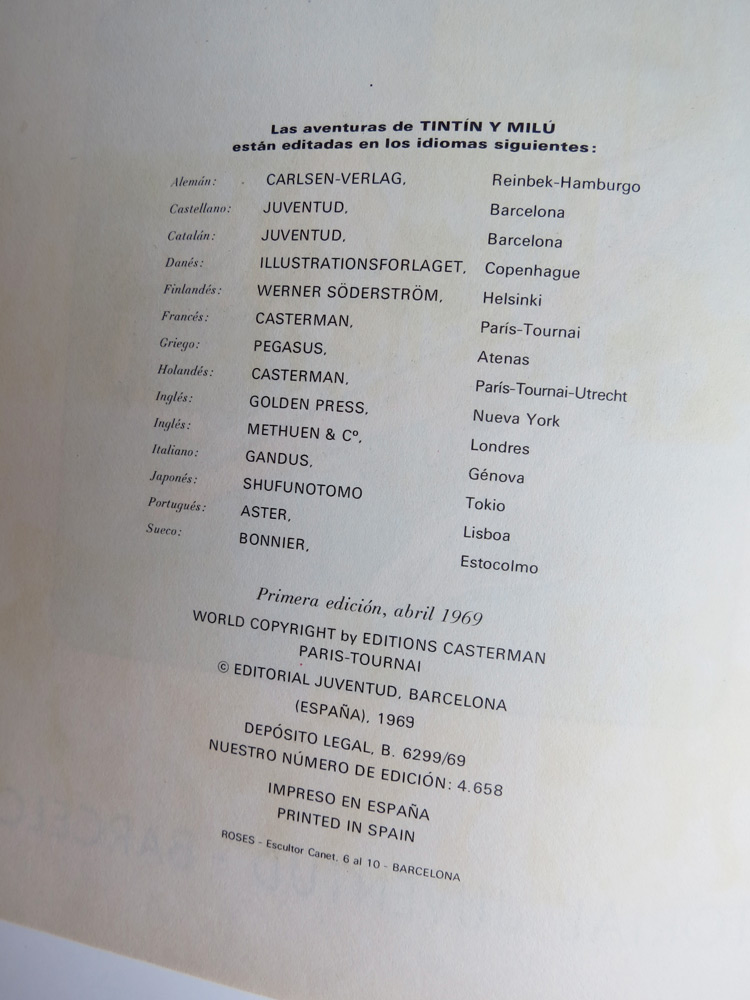 Las aventuras de TINTÍN Y MILÚ
están editadas en los idiomas siguientes:
Alemán: CARLSEN-VERLAG, Reinbek-Hamburgo
Castellano: JUVENTUD, Barcelona
Catalán: JUVENTUD, Barcelona
Danés: ILLUSTRATIONSFORLAGET, Copenhague
Finlandés: WERNER SÖDERSTRÖM, Helsinki
Francés: CASTERMAN, París-Tournai
Griego: PEGASUS, Atenas
Holandés: CASTERMAN, París-Tournai-Utrecht
Inglés: GOLDEN PRESS, Nueva York
Inglés: METHUEN & Cº, Londres
Italiano: GANDUS, Génova
Japonés: SHUFUNOTOMO Tokio
Portugués: ASTER, Lisboa
Sueco: BONNIER, Estocolmo
Primera edición, abril 1969
WORLD COPYRIGHT by EDITIONS CASTERMAN
PARIS-TOURNAI
© EDITORIAL JUVENTUD, BARCELONA
(ESPAÑA), 1969
DEPÓSITO LEGAL, B. 6299/69
NUESTRO NÚMERO DE EDICIÓN: 4.658
IMPRESO EN ESPAÑA
PRINTED IN SPAIN
ROSES - Escultor Canet, 6 al 10 - BARCELONA